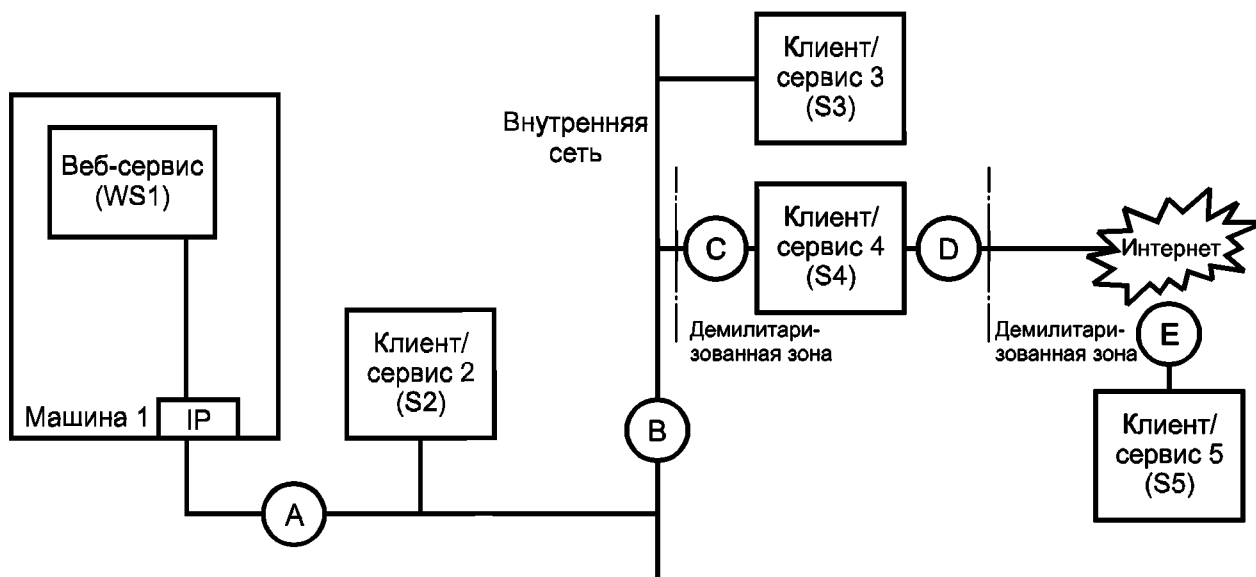 Клиент/
сервис 3
(S3)
Внутренняя
сеть
Веб-сервис
(WS1)
Клиент/
сервис 4
(S4)
C
D
Интернет
Демилитари-
зованная зона
Демилитари-
зованная зона
E
Клиент/
сервис 2
(S2)
Машина 1
IP
B
Клиент/
сервис 5
(S5)
A